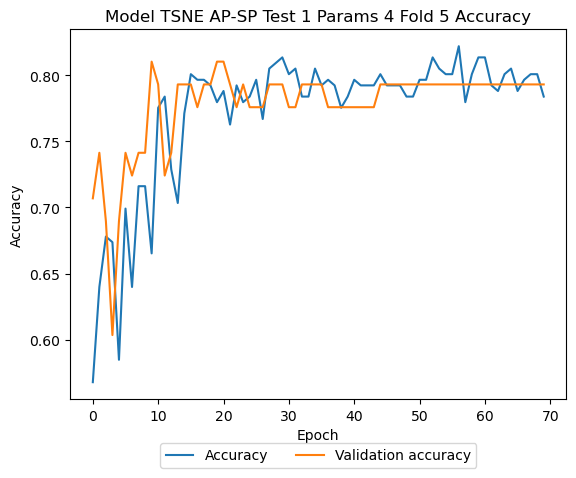 Model TSNE AP-SP Test 1 Params 4 Fold 5 Accuracy
Accuracy
0.80
0.75
0.70
0.65
0.60
0 10 20 30 40 50 60 70
Epoch
Accuracy Validation accuracy